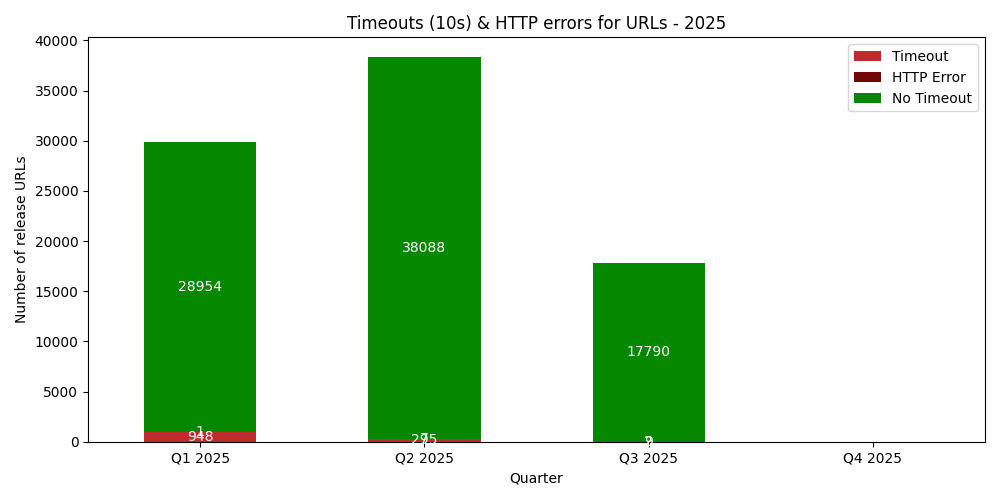 Timeouts (10s) & HTTP errors for URLs - 2025
Number of release URLs
40000
35000
30000
25000
20000
15000
10000
5000
0
Timeout
HTTP Error
No Timeout
28954
1
948
38088
295
17790
Q1 2025
Q2 2025
Q3 2025
Q4 2025
Quarter